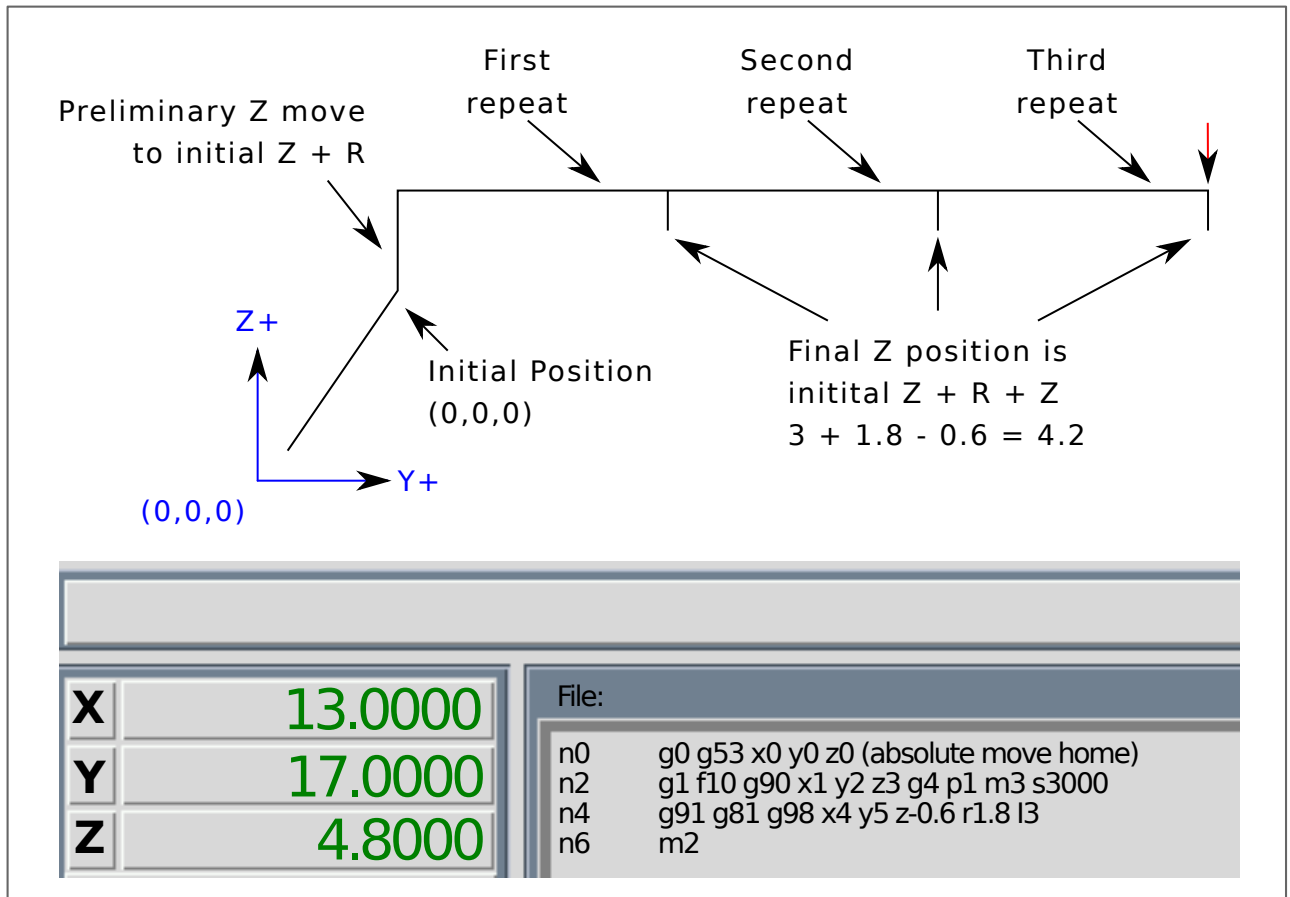 First
repeat
Second
repeat
Third
repeat
Preliminary Z move
to initial Z + R
Z+
Initial Position
(0,0,0)
Final Z position is
initital Z + R + Z
3 + 1.8 - 0.6 = 4.2
Y+
(0,0,0)
X 13.0000
Y 17.0000
Z 4.8000
File:
n0 g0 g53 x0 y0 z0 (absolute move home)
n2 g1 f10 g90 x1 y2 z3 g4 p1 m3 s3000
n4 g91 g81 g98 x4 y5 z-0.6 r1.8 l3
n6 m2